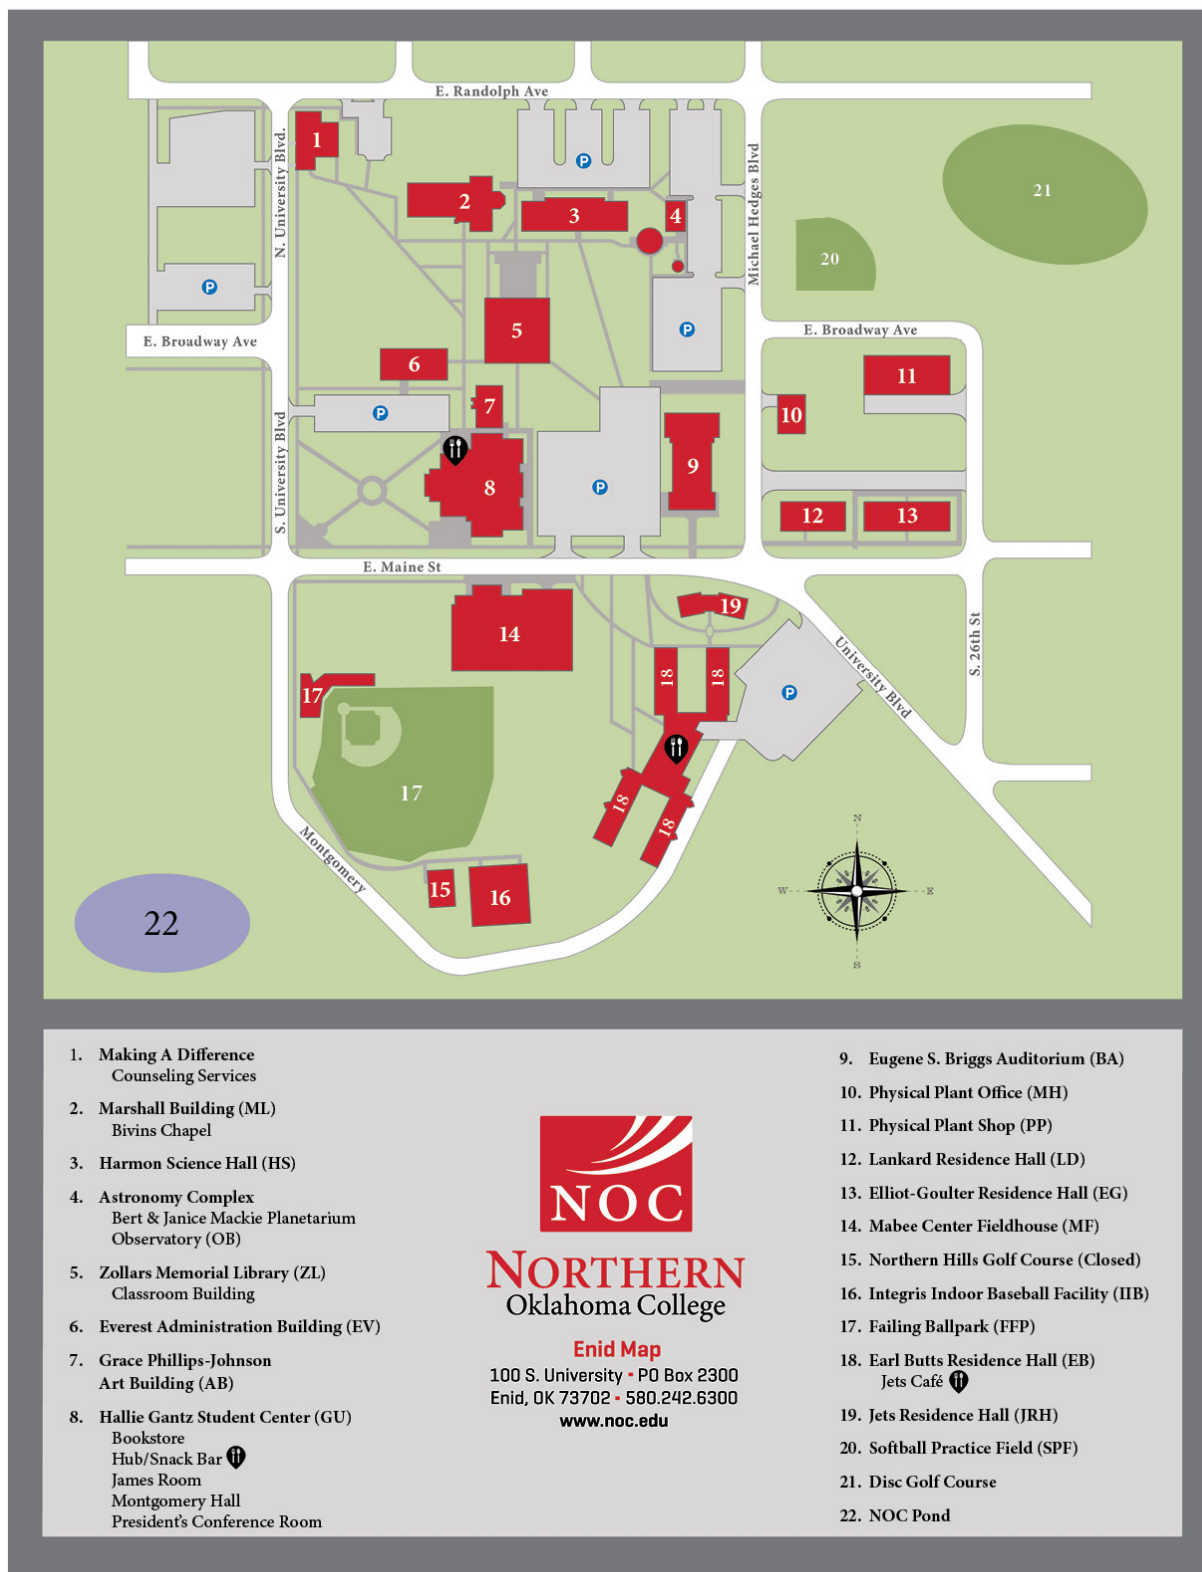 E. Randolph Ave
N. University Blvd.
Michael Hedges Blvd
1
P
2
3
4
21
20
P
5
P
E. Broadway Ave
E. Broadway Ave
6
11
7
P
10
S. University Blvd
9
8
P
12
13
E. Maine St
14
19
S. 26th St
University Blvd
18
18
P
17
17
18
18
Montgomery
N
W
E
S
15
16
22
1. Making A Difference
Counseling Services
2. Marshall Building (ML)
Bivins Chapel
3. Harmon Science Hall (HS)
4. Astronomy Complex
Bert & Janice Mackie Planetarium
Observatory (OB)
5. Zollars Memorial Library (ZL)
Classroom Building
6. Everest Administration Building (EV)
7. Grace Phillips-Johnson
Art Building (AB)
8. Hallie Gantz Student Center (GU)
Bookstore
Hub/Snack Bar
James Room
Montgomery Hall
President's Conference Room
NOC
NORTHERN
Oklahoma College
Enid Map
100 S. University • PO Box 2300
Enid, OK 73702 • 580.242.6300
www.noc.edu
9. Eugene S. Briggs Auditorium (BA)
10. Physical Plant Office (MH)
11. Physical Plant Shop (PP)
12. Lankard Residence Hall (LD)
13. Elliot-Goulter Residence Hall (EG)
14. Mabee Center Fieldhouse (MF)
15. Northern Hills Golf Course (Closed)
16. Integris Indoor Baseball Facility (IIB)
17. Failing Ballpark (FFP)
18. Earl Butts Residence Hall (EB)
Jets Café
19. Jets Residence Hall (JRH)
20. Softball Practice Field (SPF)
21. Disc Golf Course
22. NOC Pond